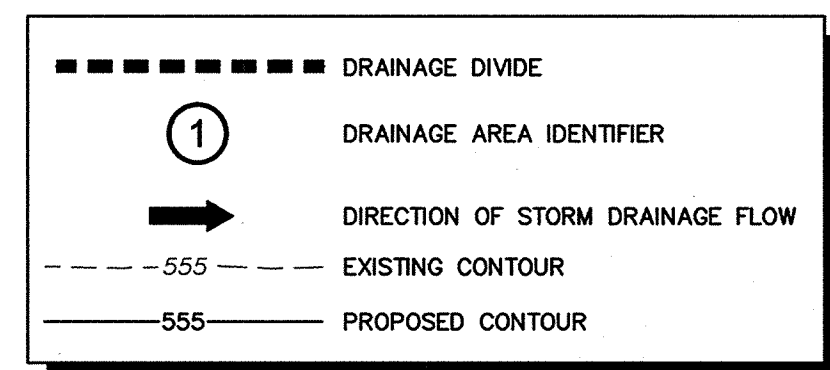 DRAINAGE DIVIDE
1 DRAINAGE AREA IDENTIFIER
DIRECTION OF STORM DRAINAGE FLOW
555 EXISTING CONTOUR
555 PROPOSED CONTOUR